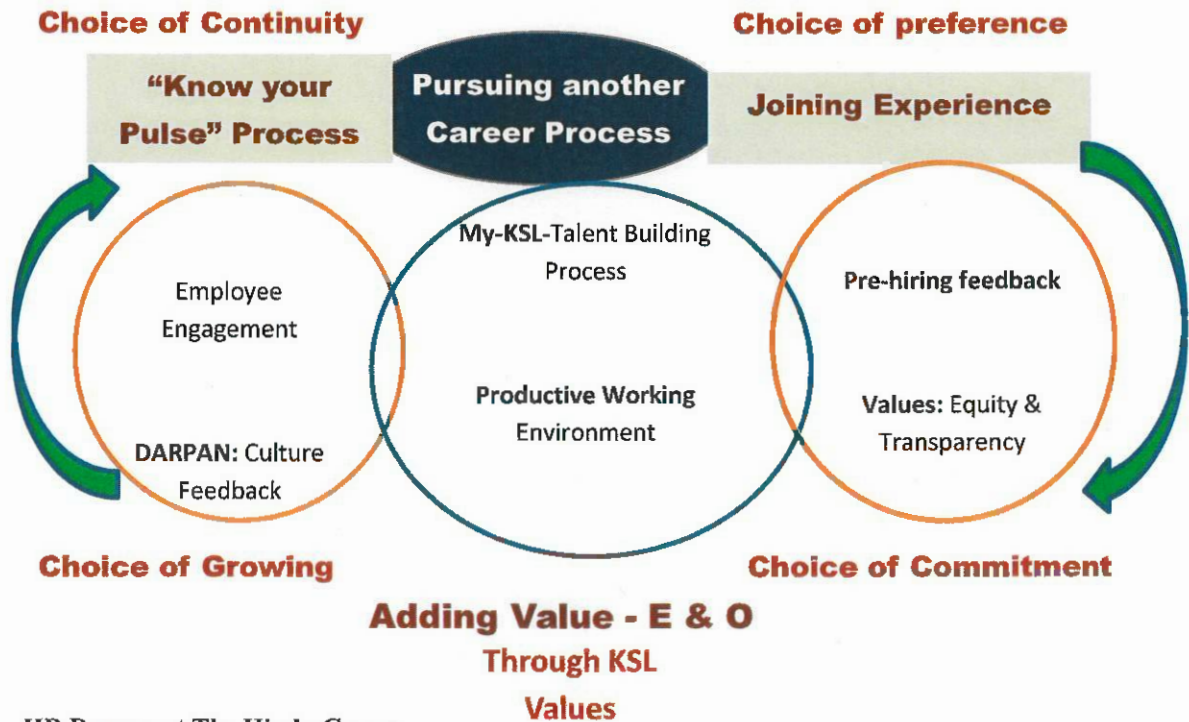 Choice of Continuity
Choice of preference
“Know your
Pulse” Process
Pursuing another
Career Process
Joining Experience
My-KSL-Talent Building
Process
Employee
Engagement
Pre-hiring feedback
Productive Working
Environment
Values: Equity &
Transparency
DARPAN: Culture
Feedback
Choice of Growing
Choice of Commitment
Adding Value - E & O
Through KSL
Values